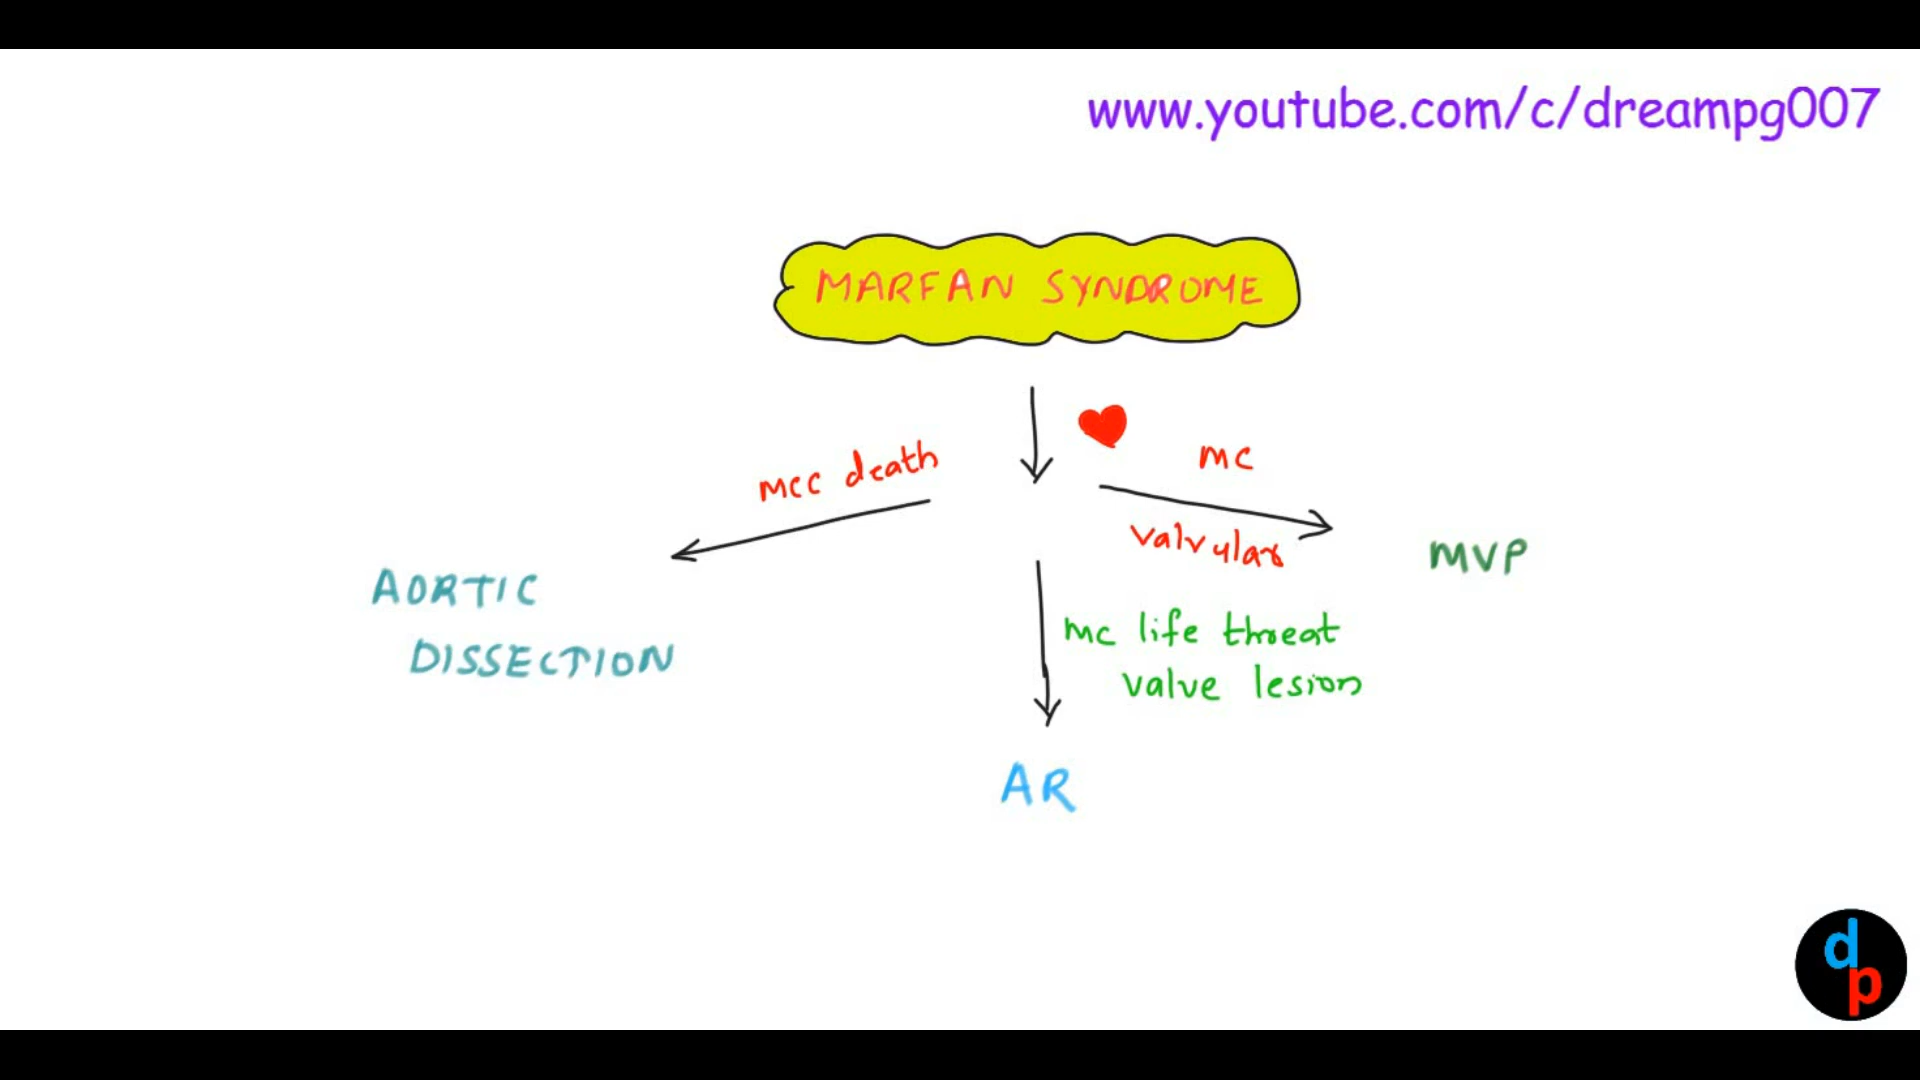 www.youtube.com/c/dreampg007
MARFAN SYNDROME
mcc death
mc
valvular
MVP
AORTIC
DISSECTION
mc life threat
valve lesion
AR
d
p